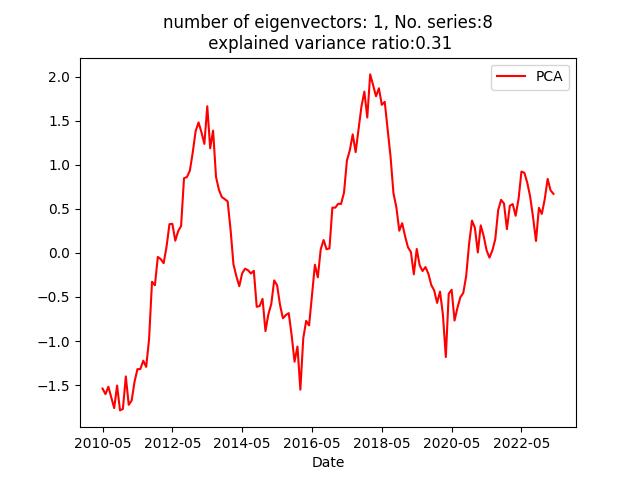 number of eigenvectors: 1, No. series:8
explained variance ratio:0.31
PCA
2.0
1.5
1.0
0.5
0.0
−0.5
−1.0
−1.5
2010-05 2012-05 2014-05 2016-05 2018-05 2020-05 2022-05
Date